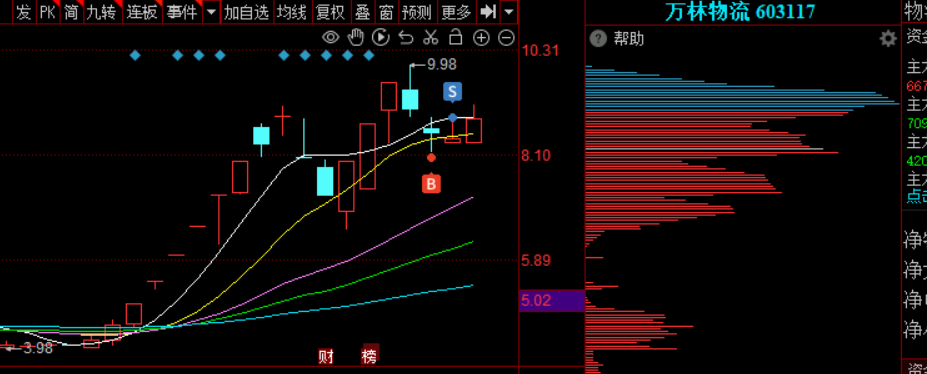 发 PK 简 九转 连板 事件 加自选 均线 复权 叠 窗 预测 更多
万林物流 603117
? 帮助
10.31
9.98
S
8.10
B
5.89
5.02
3.98
财 榜
物
资
主
667
主
709
主
420
主
点
净
净
净
净
资